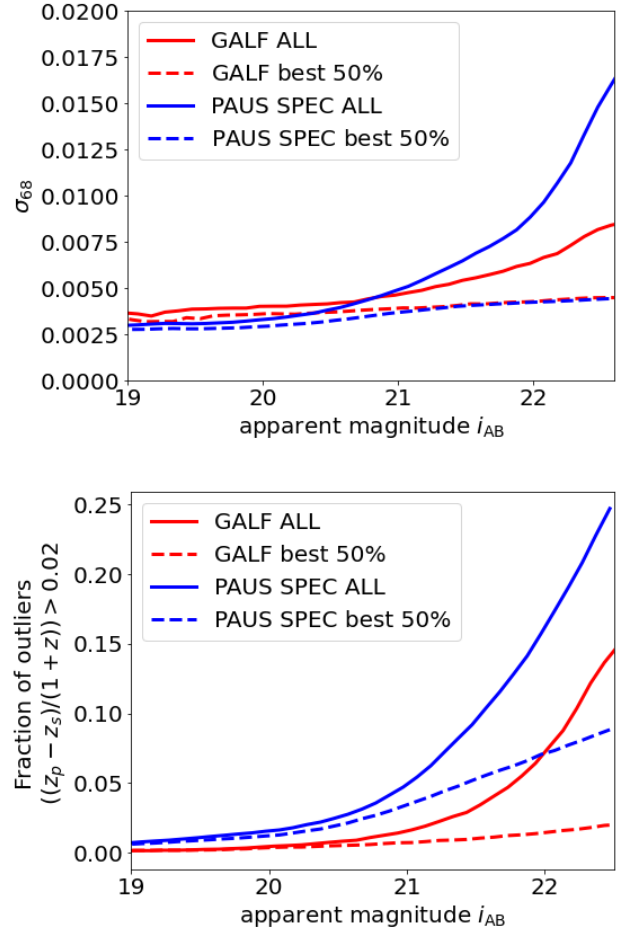 0.0200
0.0175
0.0150
0.0125
0.0100
0.0075
0.0050
0.0025
0.0000
σ68
GALF ALL
GALF best 50%
PAUS SPEC ALL
PAUS SPEC best 50%
19 20 21 22
apparent magnitude iAB
0.25
0.20
0.15
0.10
0.05
0.00
Fraction of outliers
((zp − zs)/(1 + z)) > 0.02
GALF ALL
GALF best 50%
PAUS SPEC ALL
PAUS SPEC best 50%
19 20 21 22
apparent magnitude iAB